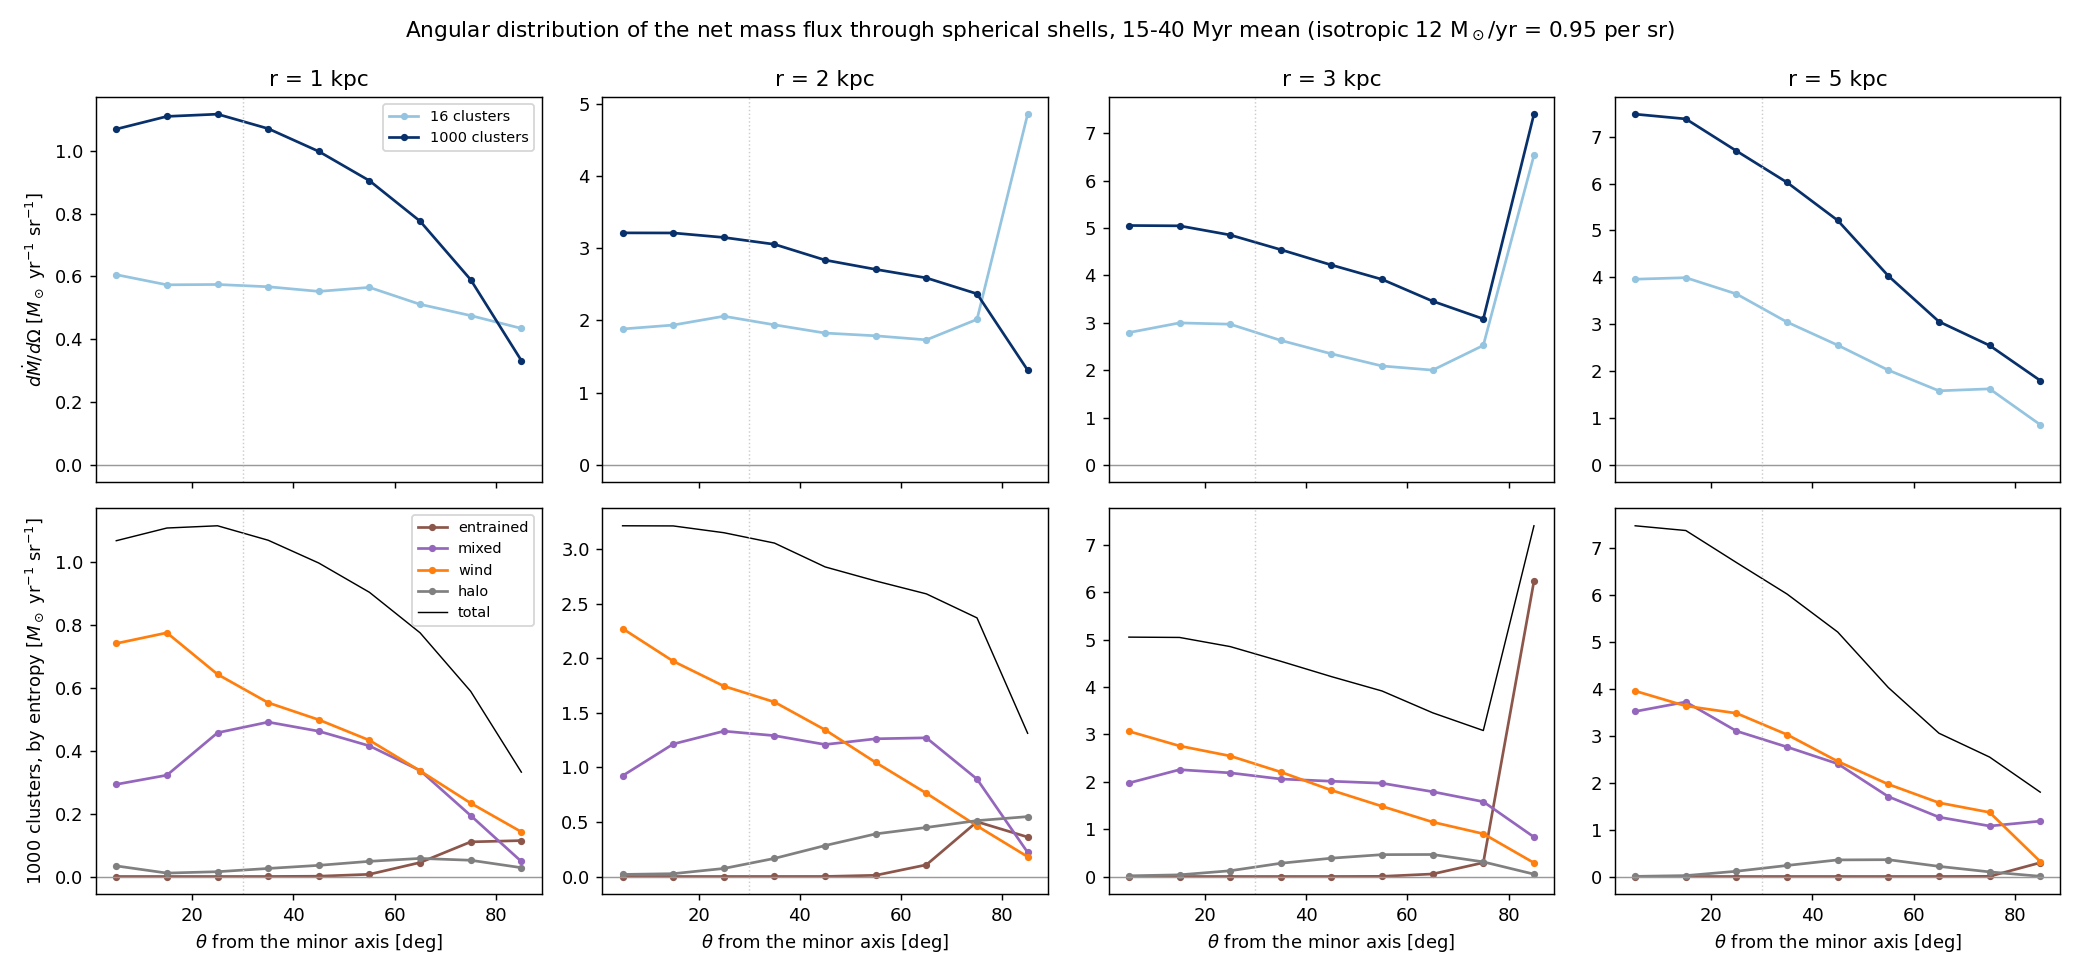 Angular distribution of the net mass flux through spherical shells, 15-40 Myr mean (isotropic 12 M⊙/yr = 0.95 per sr)
r = 1 kpc
r = 2 kpc
r = 3 kpc
r = 5 kpc
dṀ/dΩ [M⊙ yr⁻¹ sr⁻¹]
1.0
0.8
0.6
0.4
0.2
0.0
16 clusters
1000 clusters
5
4
3
2
1
0
7
6
5
4
3
2
1
0
7
6
5
4
3
2
1
0
1000 clusters, by entropy [M⊙ yr⁻¹ sr⁻¹]
1.0
0.8
0.6
0.4
0.2
0.0
entrained
mixed
wind
halo
total
3.0
2.5
2.0
1.5
1.0
0.5
0.0
7
6
5
4
3
2
1
0
7
6
5
4
3
2
1
0
20 40 60 80
20 40 60 80
20 40 60 80
20 40 60 80
θ from the minor axis [deg]
θ from the minor axis [deg]
θ from the minor axis [deg]
θ from the minor axis [deg]